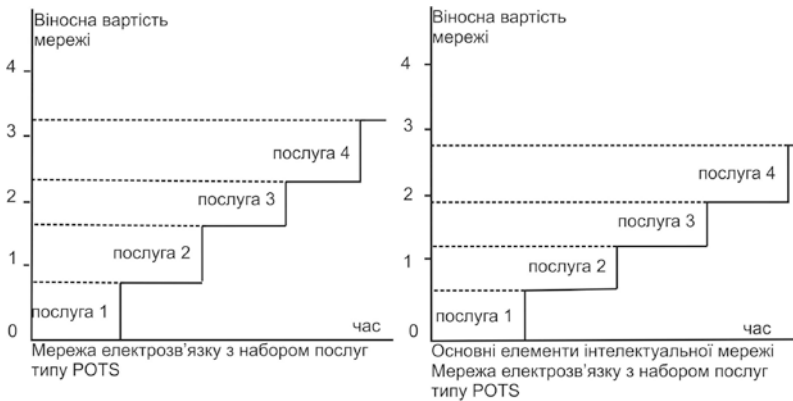 Віносна вартість
мережі
4
3
2
1
0
послуга 4
послуга 3
послуга 2
послуга 1
час
Мережа електрозв'язку з набором послуг
типу POTS
Віносна вартість
мережі
4
3
2
1
0
послуга 4
послуга 3
послуга 2
послуга 1
час
Основні елементи інтелектуальної мережі
Мережа електрозв'язку з набором послуг
типу POTS